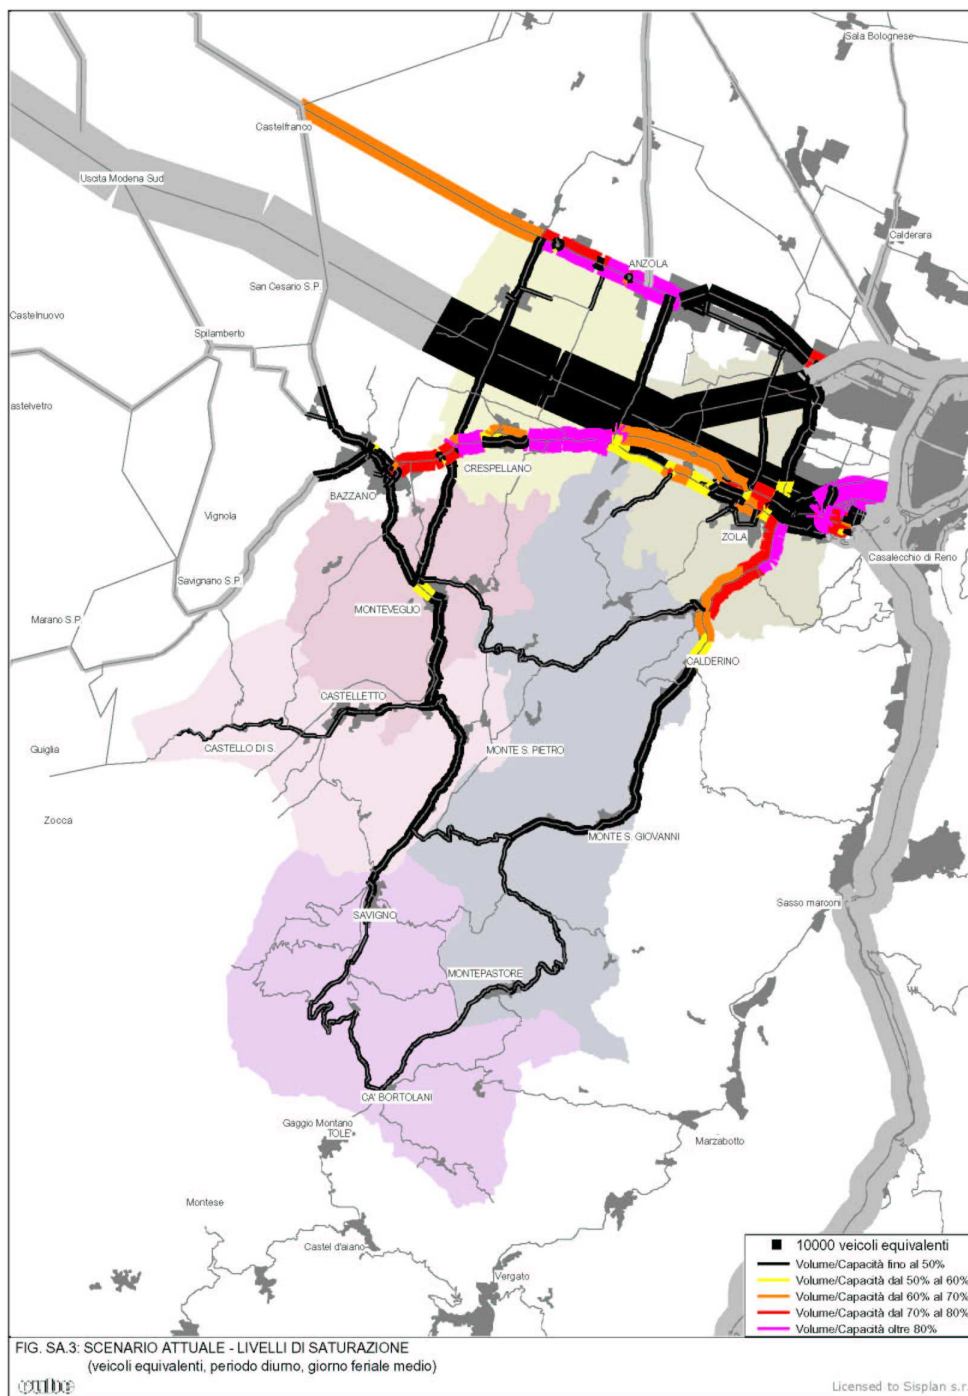 Sala Bolognese
Castelfranco
Uscita Modena Sud
Calderara
ANZOLA
San Cesario S.P.
Castelnuovo
Spilamberto
astelvetro
CRESPELLANO
BAZZANO
Vignola
ZOLA
Casalecchio di Reno
Savignano S.P.
MONTEVEGLIO
Marano S.P.
CALDERINO
CASTELLETTO
CASTELLO DI S.
MONTE S. PIETRO
Guiglia
Zocca
MONTE S. GIOVANNI
Sasso marconi
SAVIGNO
MONTEPASTORE
CA' BORTOLANI
Gaggio Montano
TOLE'
Marzabotto
Montese
Castel d'aiano
Vergato
10000 veicoli equivalenti
Volume/Capacità fino al 50%
Volume/Capacità dal 50% al 60%
Volume/Capacità dal 60% al 70%
Volume/Capacità dal 70% al 80%
Volume/Capacità oltre 80%
FIG. SA.3: SCENARIO ATTUALE - LIVELLI DI SATURAZIONE
(veicoli equivalenti, periodo diurno, giorno feriale medio)
Licensed to Sisplan s.r.